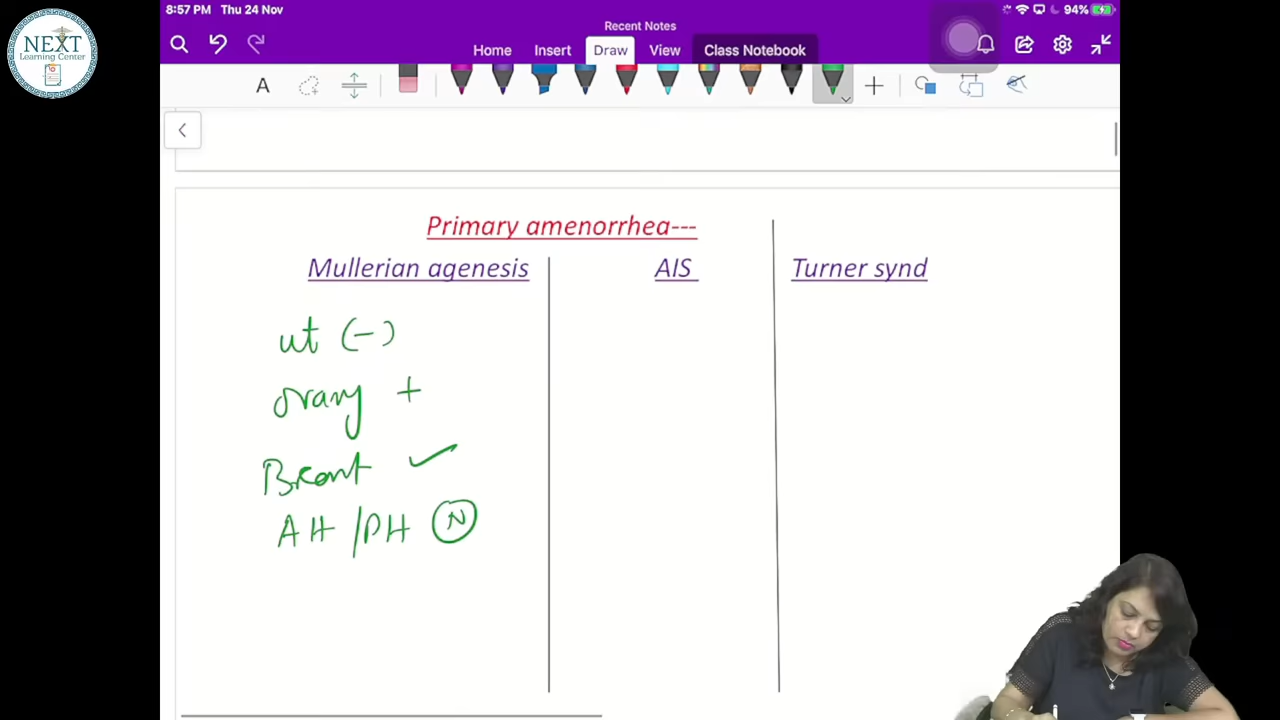 8:57 PM Thu 24 Nov
94%
Recent Notes
Home Insert Draw View Class Notebook
NEXT
Learning Center
A
Primary amenorrhea---
Mullerian agenesis AIS Turner synd
ut (-)
ovary +
Breast ✓
AH/PH N